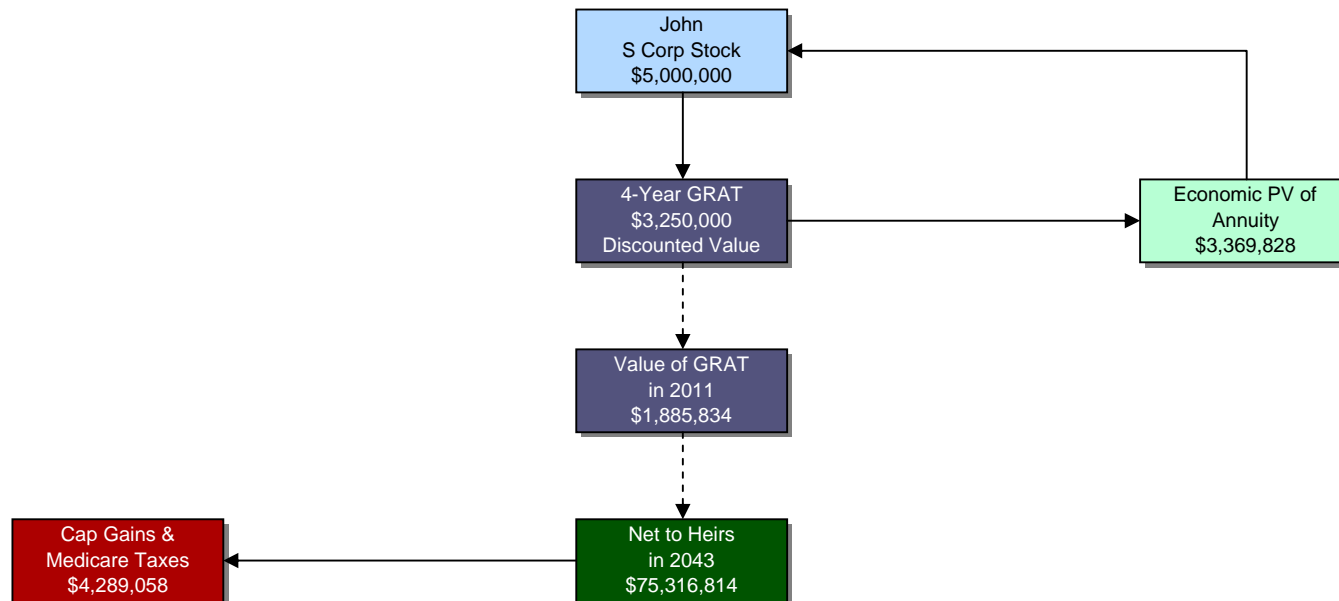 John
S Corp Stock
$5,000,000
4-Year GRAT
$3,250,000
Discounted Value
Economic PV of
Annuity
$3,369,828
Value of GRAT
in 2011
$1,885,834
Cap Gains &
Medicare Taxes
$4,289,058
Net to Heirs
in 2043
$75,316,814